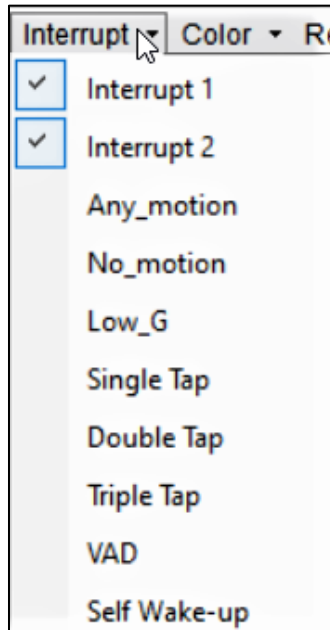 Interrupt Color
Interrupt 1
Interrupt 2
Any_motion
No_motion
Low_G
Single Tap
Double Tap
Triple Tap
VAD
Self Wake-up